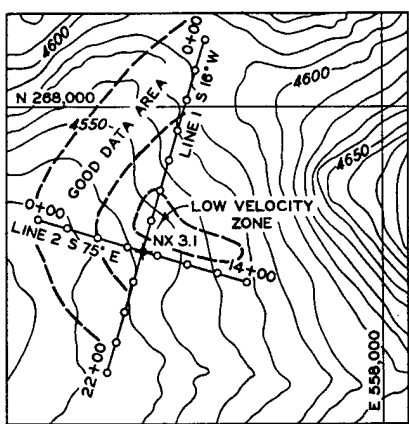 4600
0+00
4600
N 268,000
LINE 1 S 16° W
4550
GOOD DATA AREA
4650
LOW VELOCITY
ZONE
0+00
LINE 2 S 75° E
NX 3.1
14+00
22+00
E 558,000